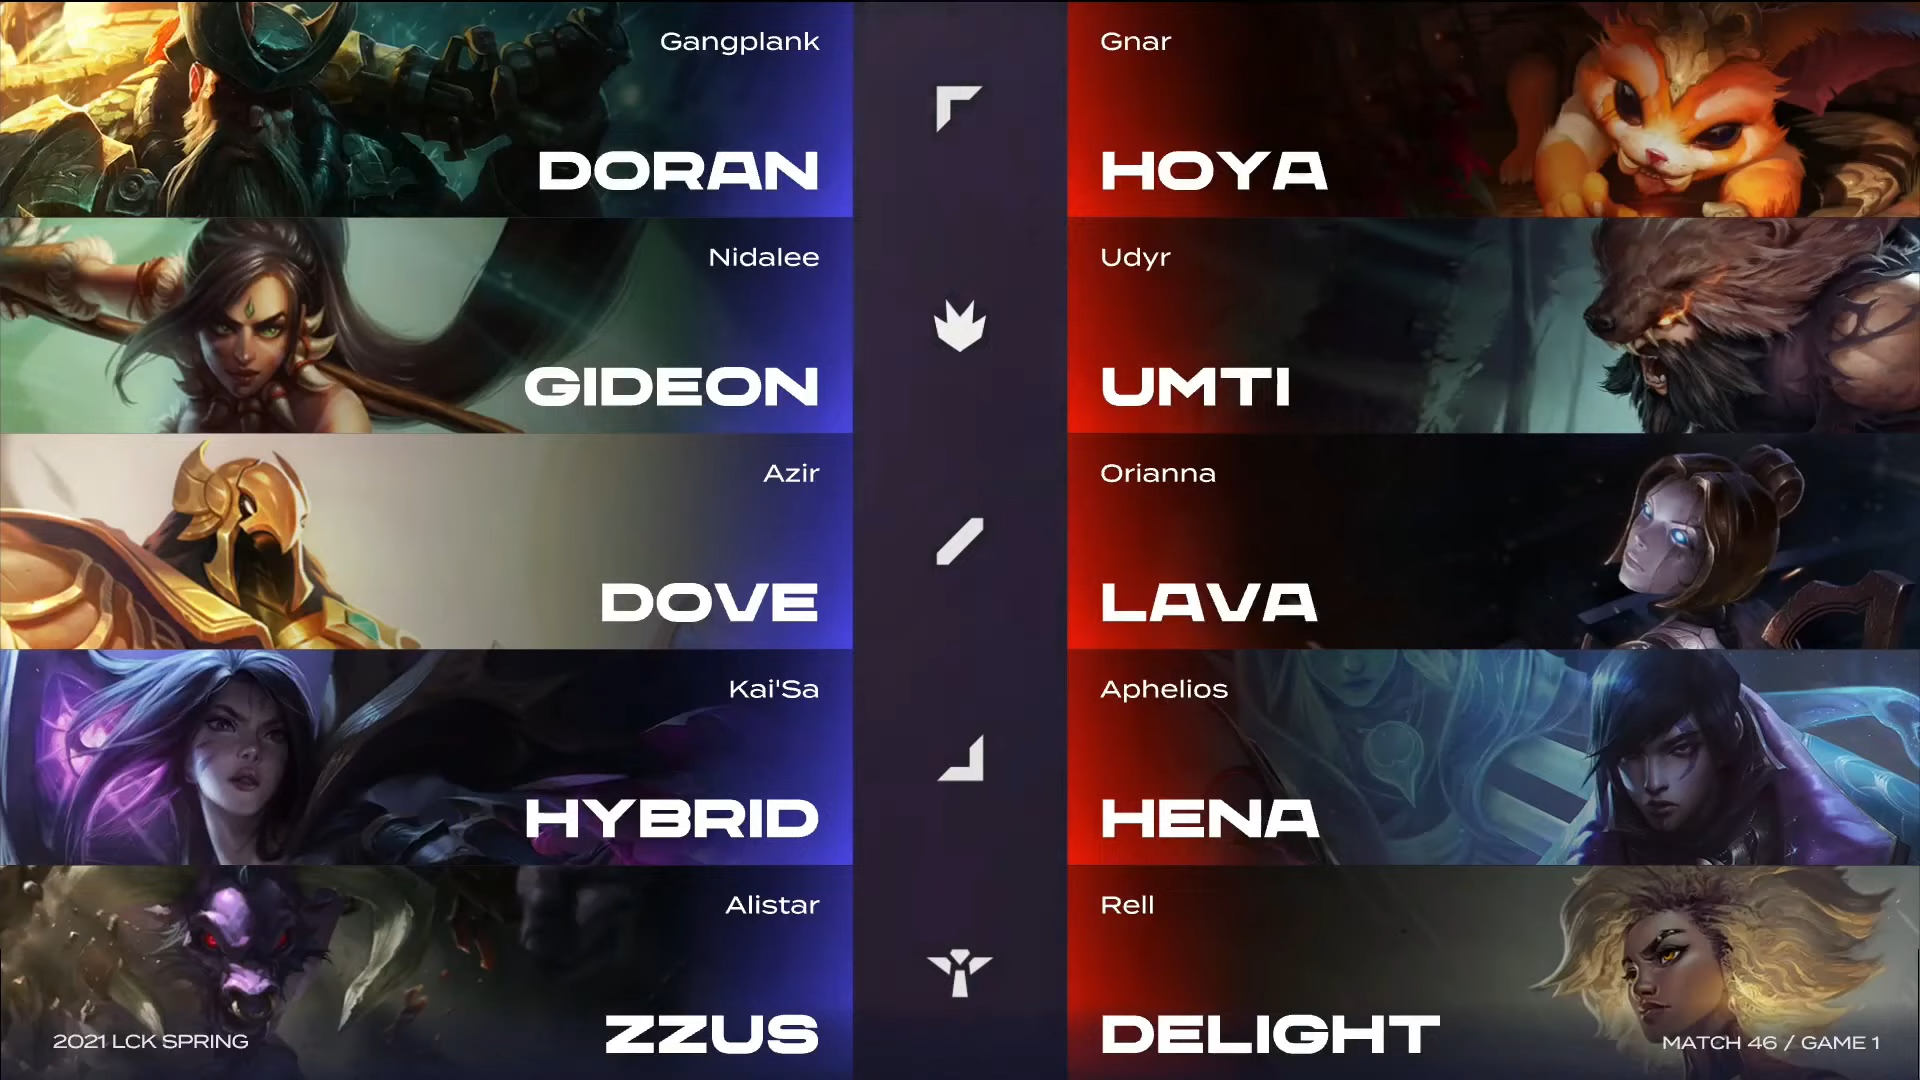 Gangplank
DORAN
Gnar
HOYA
Nidalee
GIDEON
Udyr
UMTI
Azir
DOVE
Orianna
LAVA
Kai'Sa
HYBRID
Aphelios
HENA
Alistar
ZZUS
Rell
DELIGHT
2021 LCK SPRING
MATCH 46 / GAME 1